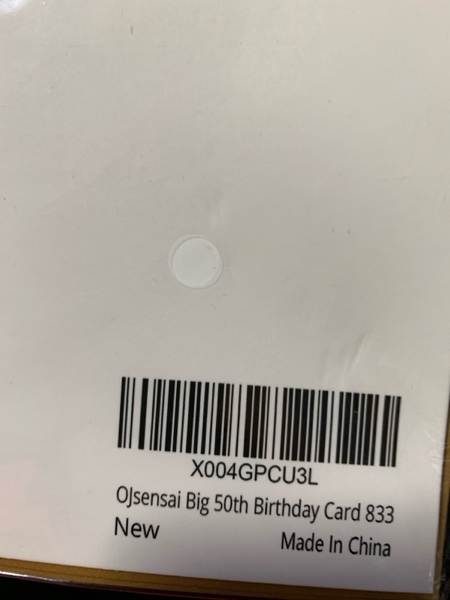 X004GPCU3L
OJsensai Big 50th Birthday Card 833
New
Made In China